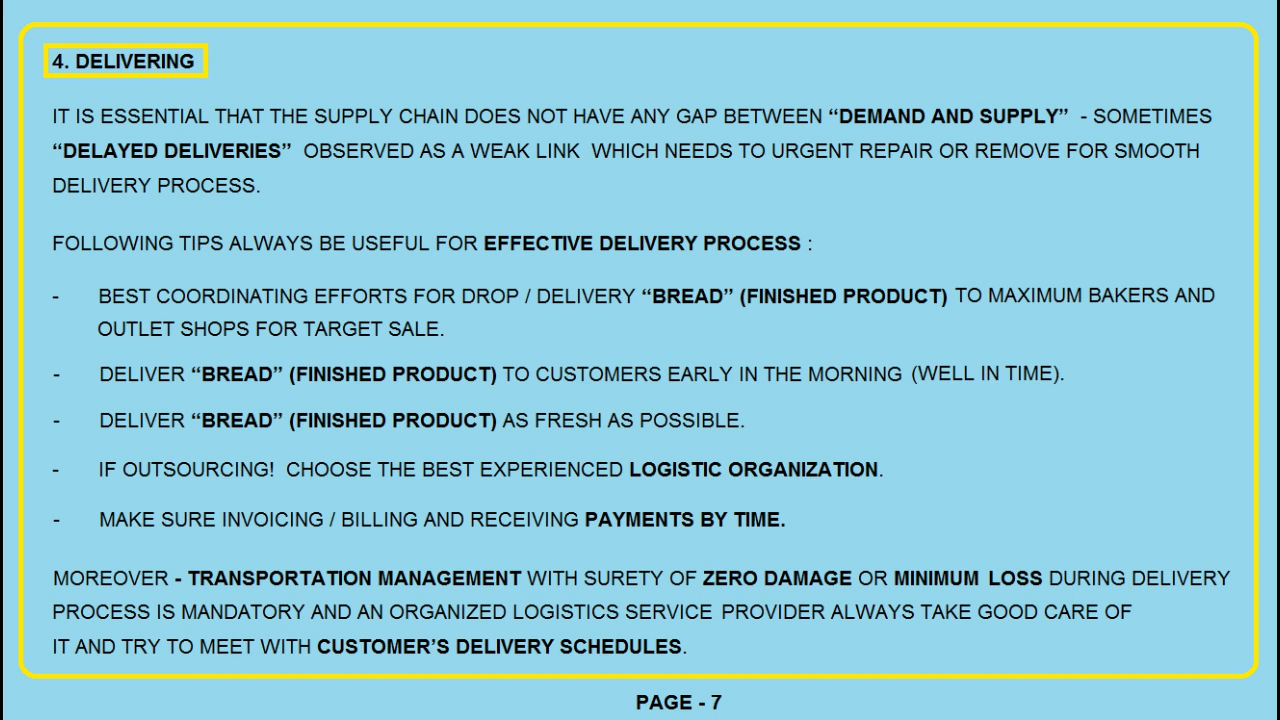 4. DELIVERING
IT IS ESSENTIAL THAT THE SUPPLY CHAIN DOES NOT HAVE ANY GAP BETWEEN “DEMAND AND SUPPLY” - SOMETIMES
“DELAYED DELIVERIES” OBSERVED AS A WEAK LINK WHICH NEEDS TO URGENT REPAIR OR REMOVE FOR SMOOTH
DELIVERY PROCESS.
FOLLOWING TIPS ALWAYS BE USEFUL FOR EFFECTIVE DELIVERY PROCESS :
- BEST COORDINATING EFFORTS FOR DROP / DELIVERY “BREAD” (FINISHED PRODUCT) TO MAXIMUM BAKERS AND
OUTLET SHOPS FOR TARGET SALE.
- DELIVER “BREAD” (FINISHED PRODUCT) TO CUSTOMERS EARLY IN THE MORNING (WELL IN TIME).
- DELIVER “BREAD” (FINISHED PRODUCT) AS FRESH AS POSSIBLE.
- IF OUTSOURCING! CHOOSE THE BEST EXPERIENCED LOGISTIC ORGANIZATION.
- MAKE SURE INVOICING / BILLING AND RECEIVING PAYMENTS BY TIME.
MOREOVER - TRANSPORTATION MANAGEMENT WITH SURETY OF ZERO DAMAGE OR MINIMUM LOSS DURING DELIVERY
PROCESS IS MANDATORY AND AN ORGANIZED LOGISTICS SERVICE PROVIDER ALWAYS TAKE GOOD CARE OF
IT AND TRY TO MEET WITH CUSTOMER’S DELIVERY SCHEDULES.
PAGE - 7